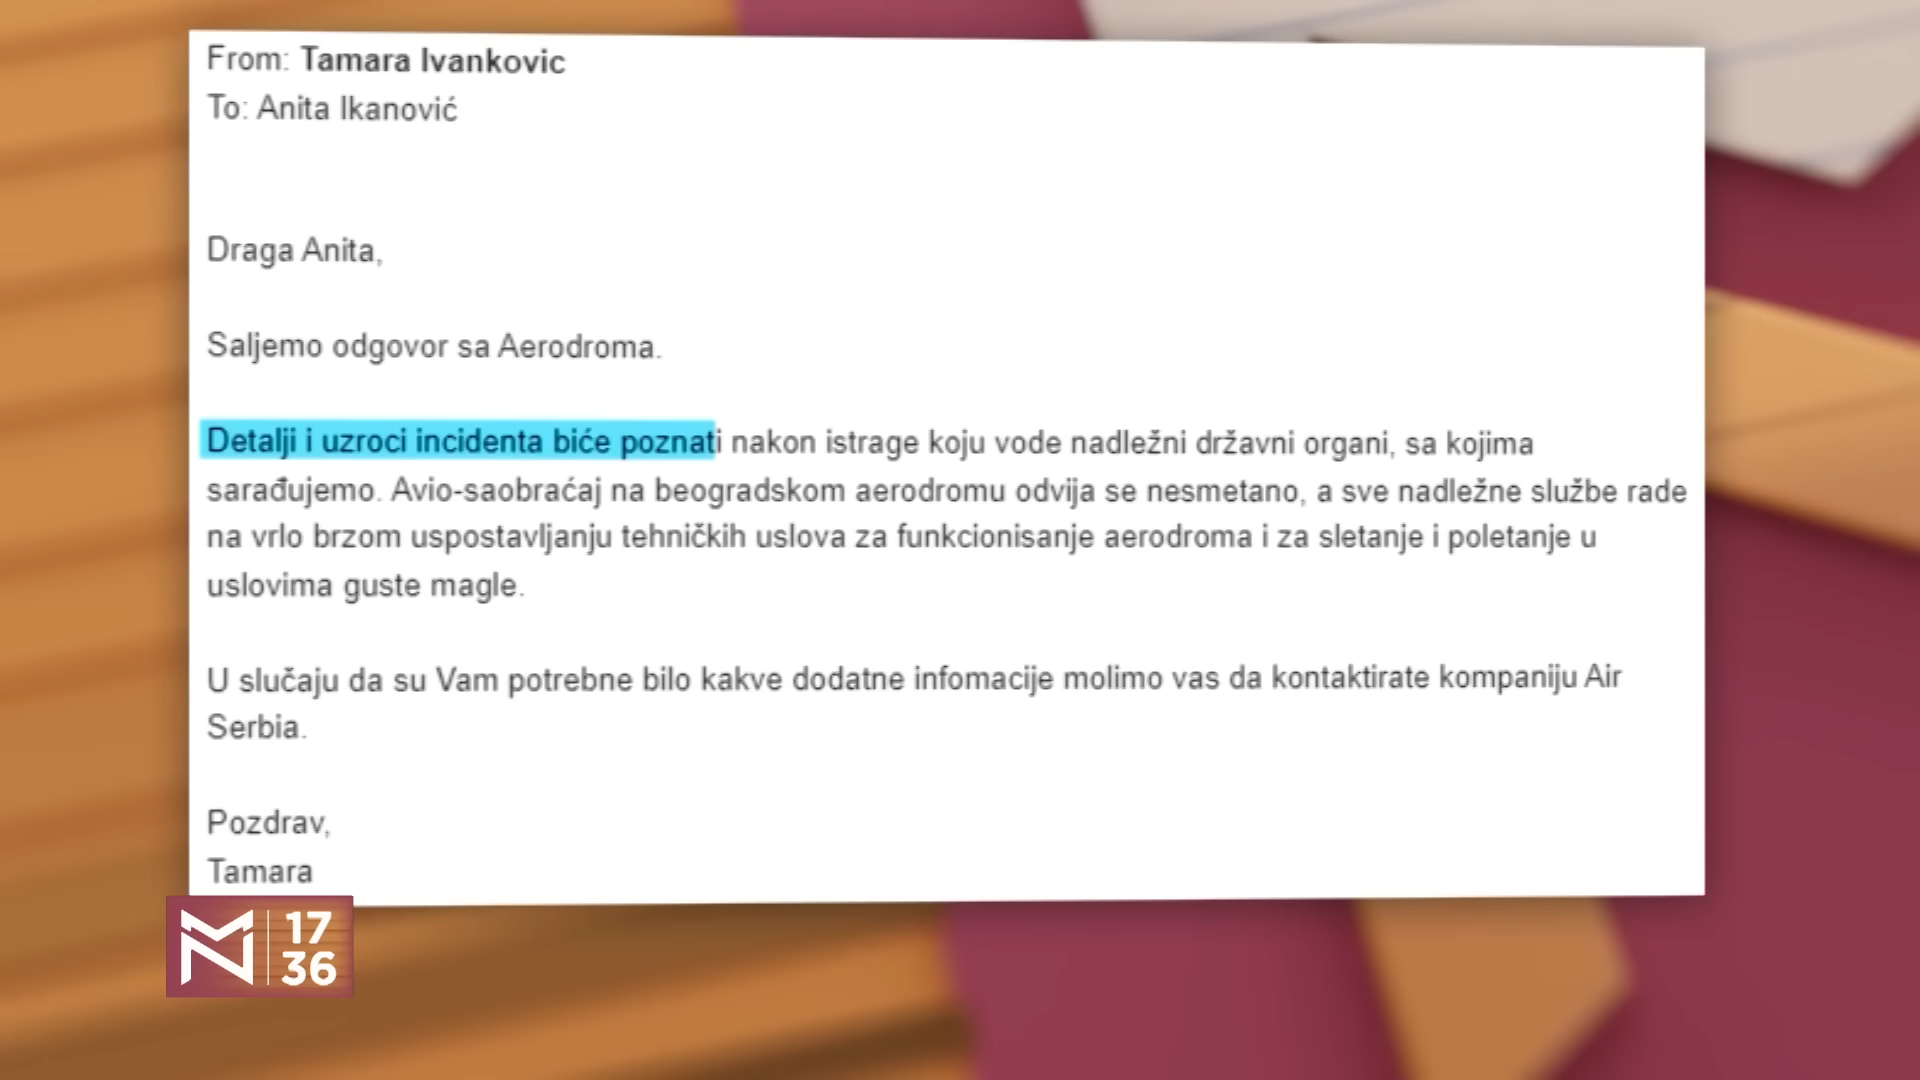 From: Tamara Ivankovic
To: Anita Ikanović
Draga Anita,
Saljemo odgovor sa Aerodroma.
Detalji i uzroci incidenta biće poznati nakon istrage koju vode nadležni državni organi, sa kojima
sarađujemo. Avio-saobraćaj na beogradskom aerodromu odvija se nesmetano, a sve nadležne službe rade
na vrlo brzom uspostavljanju tehničkih uslova za funkcionisanje aerodroma i za sletanje i poletanje u
uslovima guste magle.
U slučaju da su Vam potrebne bilo kakve dodatne infomacije molimo vas da kontaktirate kompaniju Air
Serbia.
Pozdrav,
Tamara
17
36